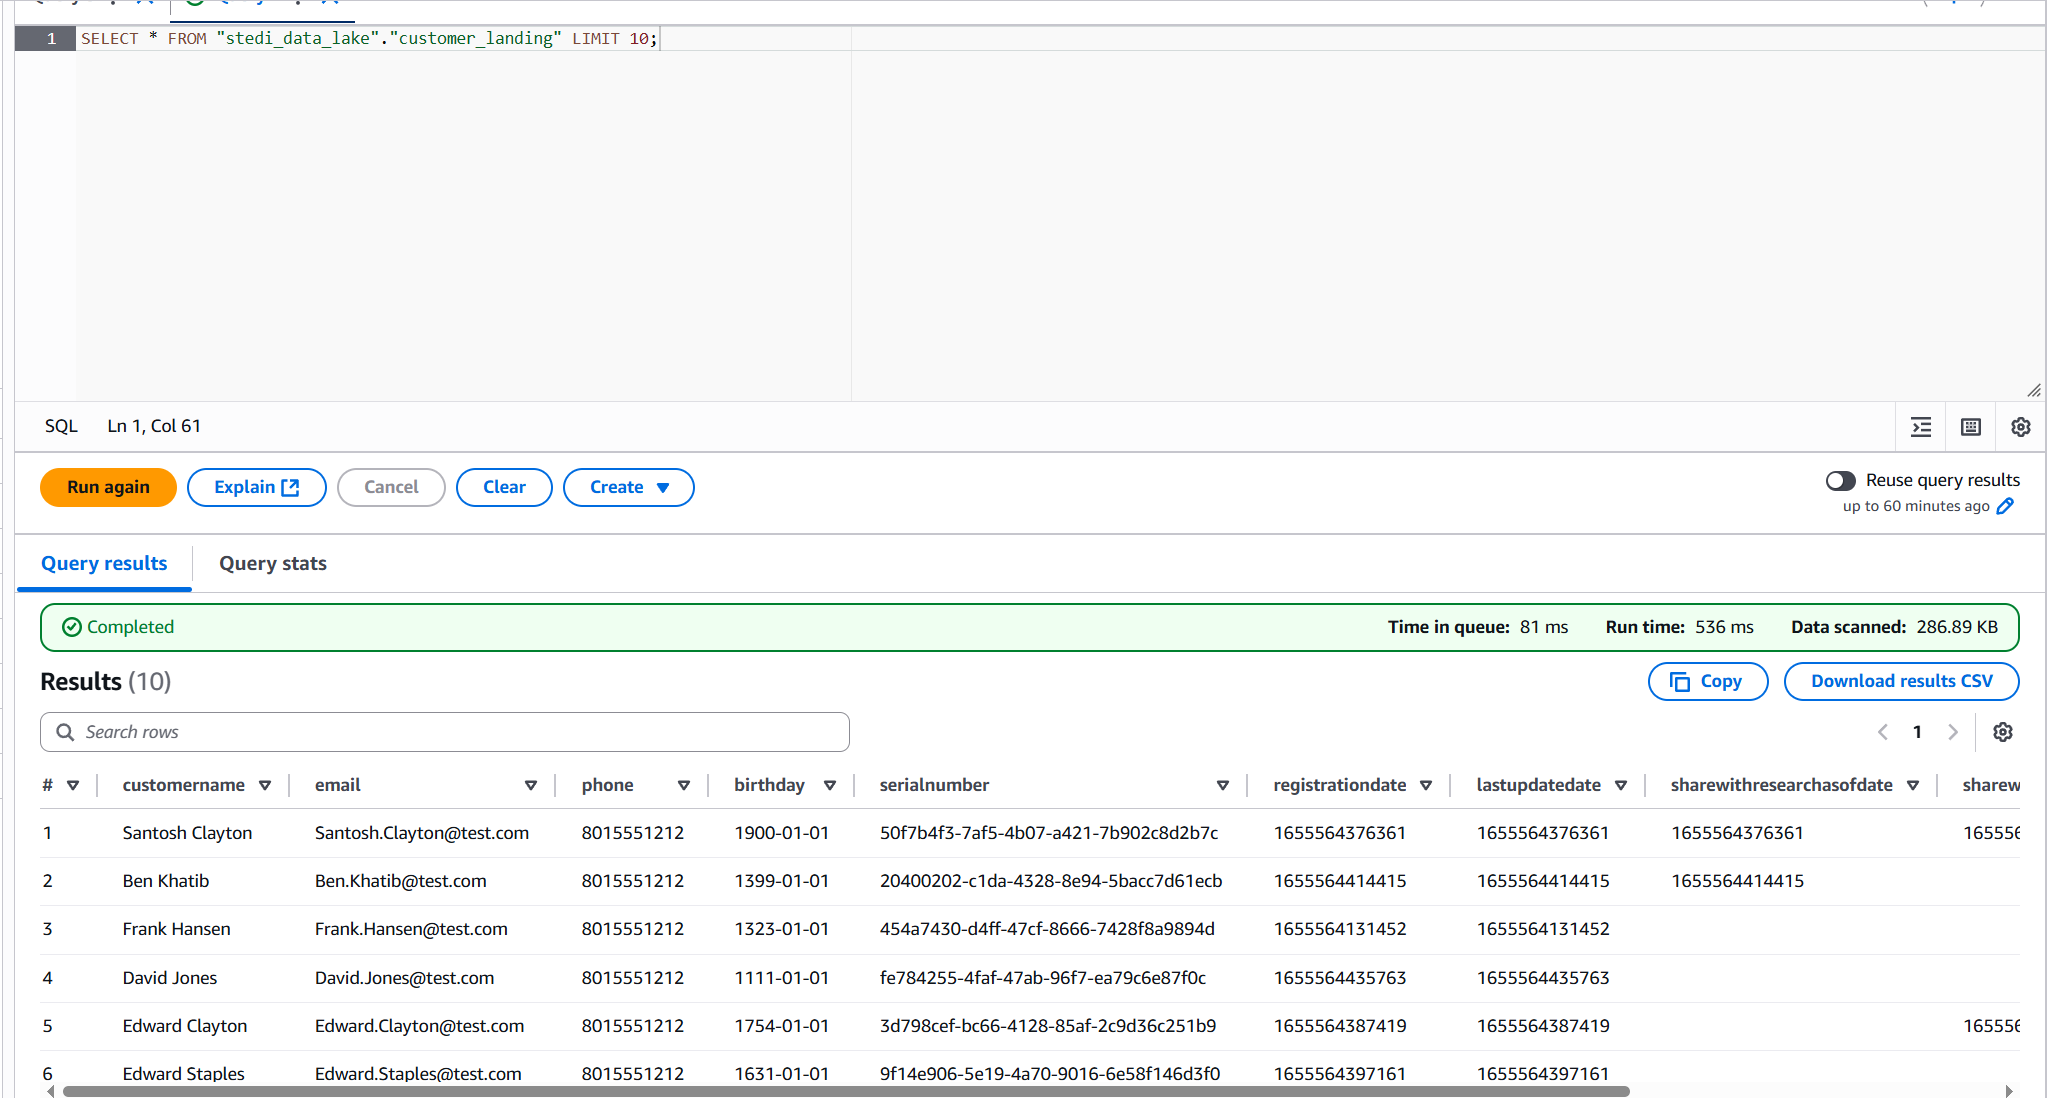 1 SELECT * FROM "stedi_data_lake"."customer_landing" LIMIT 10;
SQL Ln 1, Col 61
Run again Explain Cancel Clear Create
Reuse query results
up to 60 minutes ago
Query results Query stats
Completed Time in queue: 81 ms Run time: 536 ms Data scanned: 286.89 KB
Results (10) Copy Download results CSV
Search rows 1
# customername email phone birthday serialnumber registrationdate lastupdatedate sharewithresearchasofdate sharew
1 Santosh Clayton Santosh.Clayton@test.com 8015551212 1900-01-01 50f7b4f3-7af5-4b07-a421-7b902c8d2b7c 1655564376361 1655564376361 1655564376361 165556
2 Ben Khatib Ben.Khatib@test.com 8015551212 1399-01-01 20400202-c1da-4328-8e94-5bacc7d61ecb 1655564414415 1655564414415 1655564414415
3 Frank Hansen Frank.Hansen@test.com 8015551212 1323-01-01 454a7430-d4ff-47cf-8666-7428f8a9894d 1655564131452 1655564131452
4 David Jones David.Jones@test.com 8015551212 1111-01-01 fe784255-4faf-47ab-96f7-ea79c6e87f0c 1655564435763 1655564435763
5 Edward Clayton Edward.Clayton@test.com 8015551212 1754-01-01 3d798cef-bc66-4128-85af-2c9d36c251b9 1655564387419 1655564387419 165556
6 Edward Staples Edward.Staples@test.com 8015551212 1631-01-01 9f14e906-5e19-4a70-9016-6e58f146d3f0 1655564397161 1655564397161